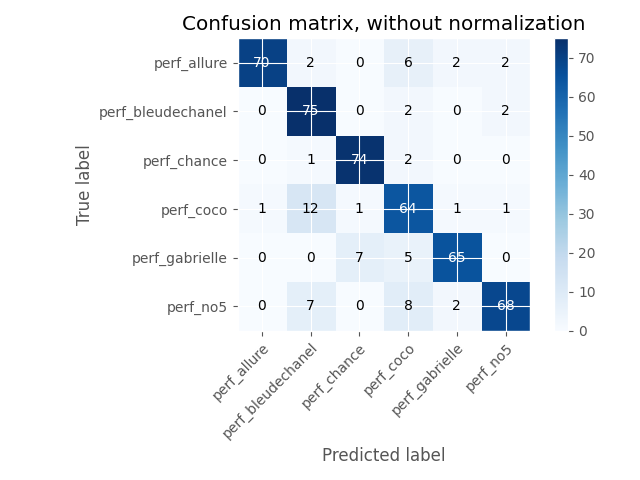 Confusion matrix, without normalization
perf_allure 70 2 0 6 2 2
perf_bleudechanel 0 75 0 2 0 2
perf_chance 0 1 74 2 0 0
perf_coco 1 12 1 64 1 1
perf_gabrielle 0 0 7 5 65 0
perf_no5 0 7 0 8 2 68
perf_allure
perf_bleudechanel
perf_chance
perf_coco
perf_gabrielle
perf_no5
True label
Predicted label
70
60
50
40
30
20
10
0